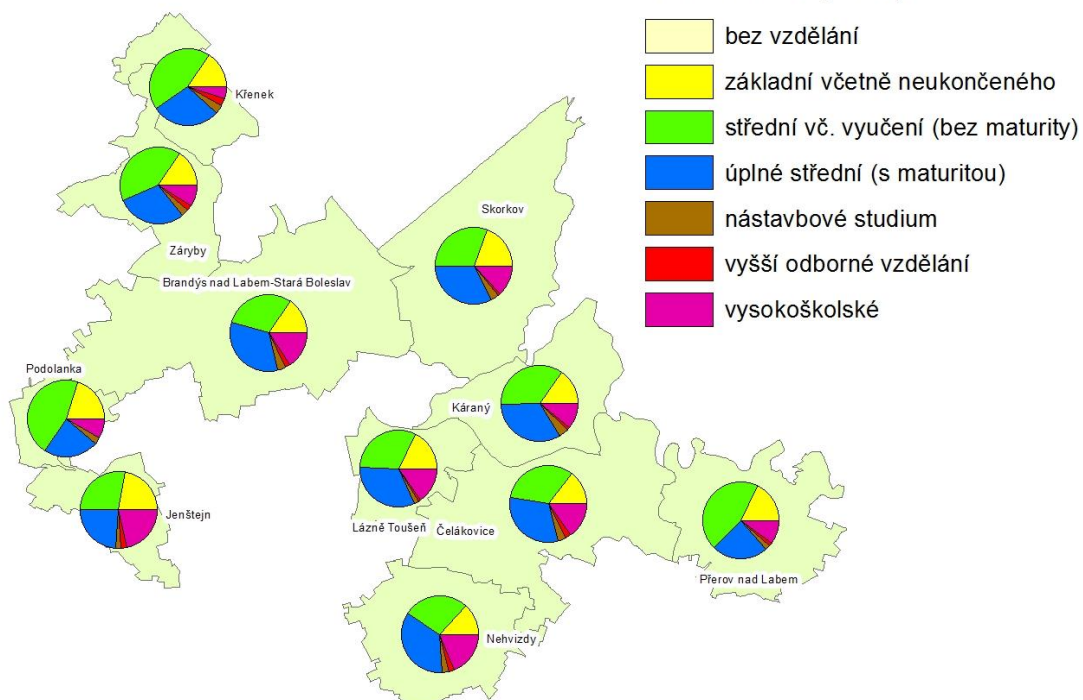 bez vzdělání
základní včetně neukončeného
střední vč. vyučení (bez maturity)
úplné střední (s maturitou)
nástavbové studium
vyšší odborné vzdělání
vysokoškolské
Křenek
Skorkov
Záryby
Brandýs nad Labem-Stará Boleslav
Podolanka
Káraný
Jenštejn
Lázně Toušeň
Čelákovice
Přerov nad Labem
Nehvizdy